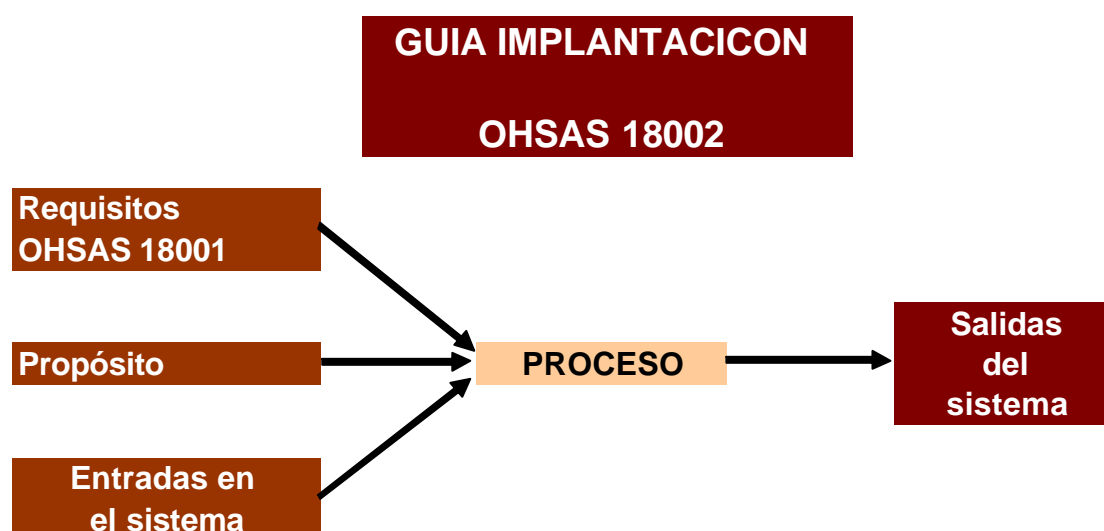 GUIA IMPLANTACICON
OHSAS 18002
Requisitos
OHSAS 18001
Propósito
PROCESO
Salidas
del
sistema
Entradas en
el sistema